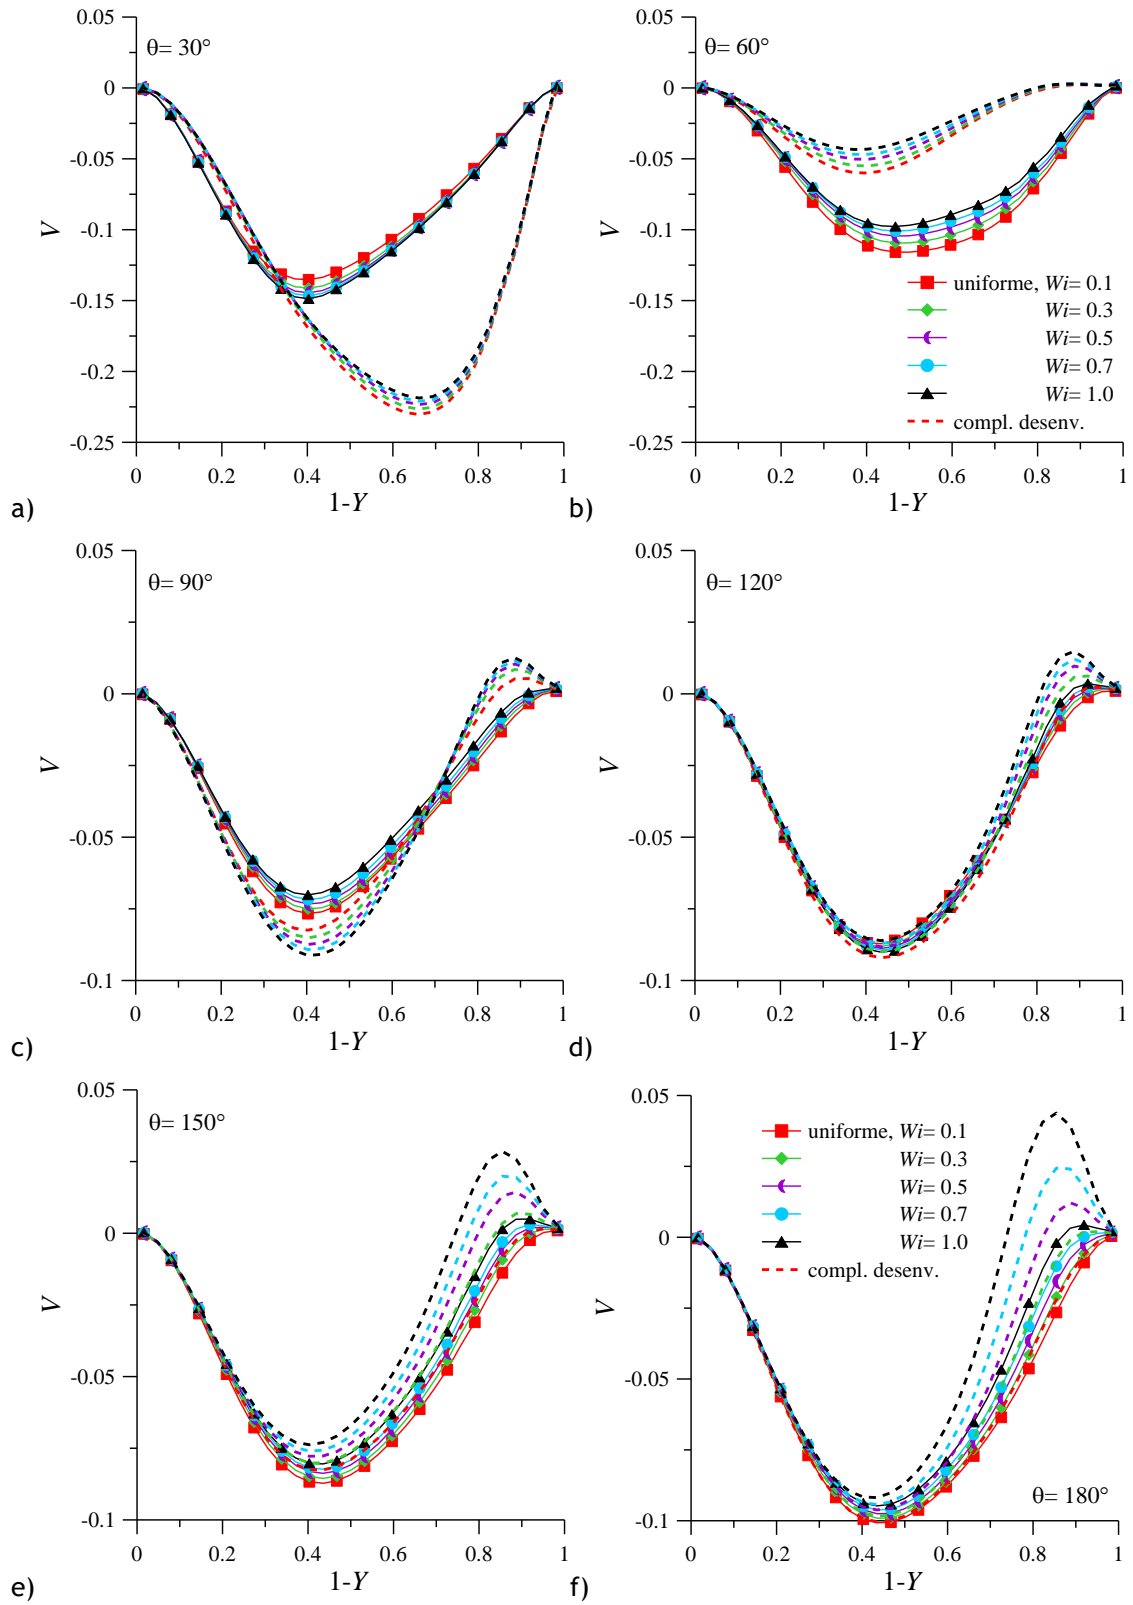 0.05
0
-0.05
-0.1
-0.15
-0.2
-0.25
V
θ= 30°
0 0.2 0.4 0.6 0.8 1
1-Y
a)
0.05
0
-0.05
-0.1
-0.15
-0.2
-0.25
V
θ= 60°
uniforme, Wi= 0.1
Wi= 0.3
Wi= 0.5
Wi= 0.7
Wi= 1.0
compl. desenv.
0 0.2 0.4 0.6 0.8 1
1-Y
b)
0.05
0
-0.05
-0.1
V
θ= 90°
0 0.2 0.4 0.6 0.8 1
1-Y
c)
0.05
0
-0.05
-0.1
V
θ= 120°
0 0.2 0.4 0.6 0.8 1
1-Y
d)
0.05
0
-0.05
-0.1
V
θ= 150°
0 0.2 0.4 0.6 0.8 1
1-Y
e)
0.05
0
-0.05
-0.1
V
uniforme, Wi= 0.1
Wi= 0.3
Wi= 0.5
Wi= 0.7
Wi= 1.0
compl. desenv.
θ= 180°
0 0.2 0.4 0.6 0.8 1
1-Y
f)